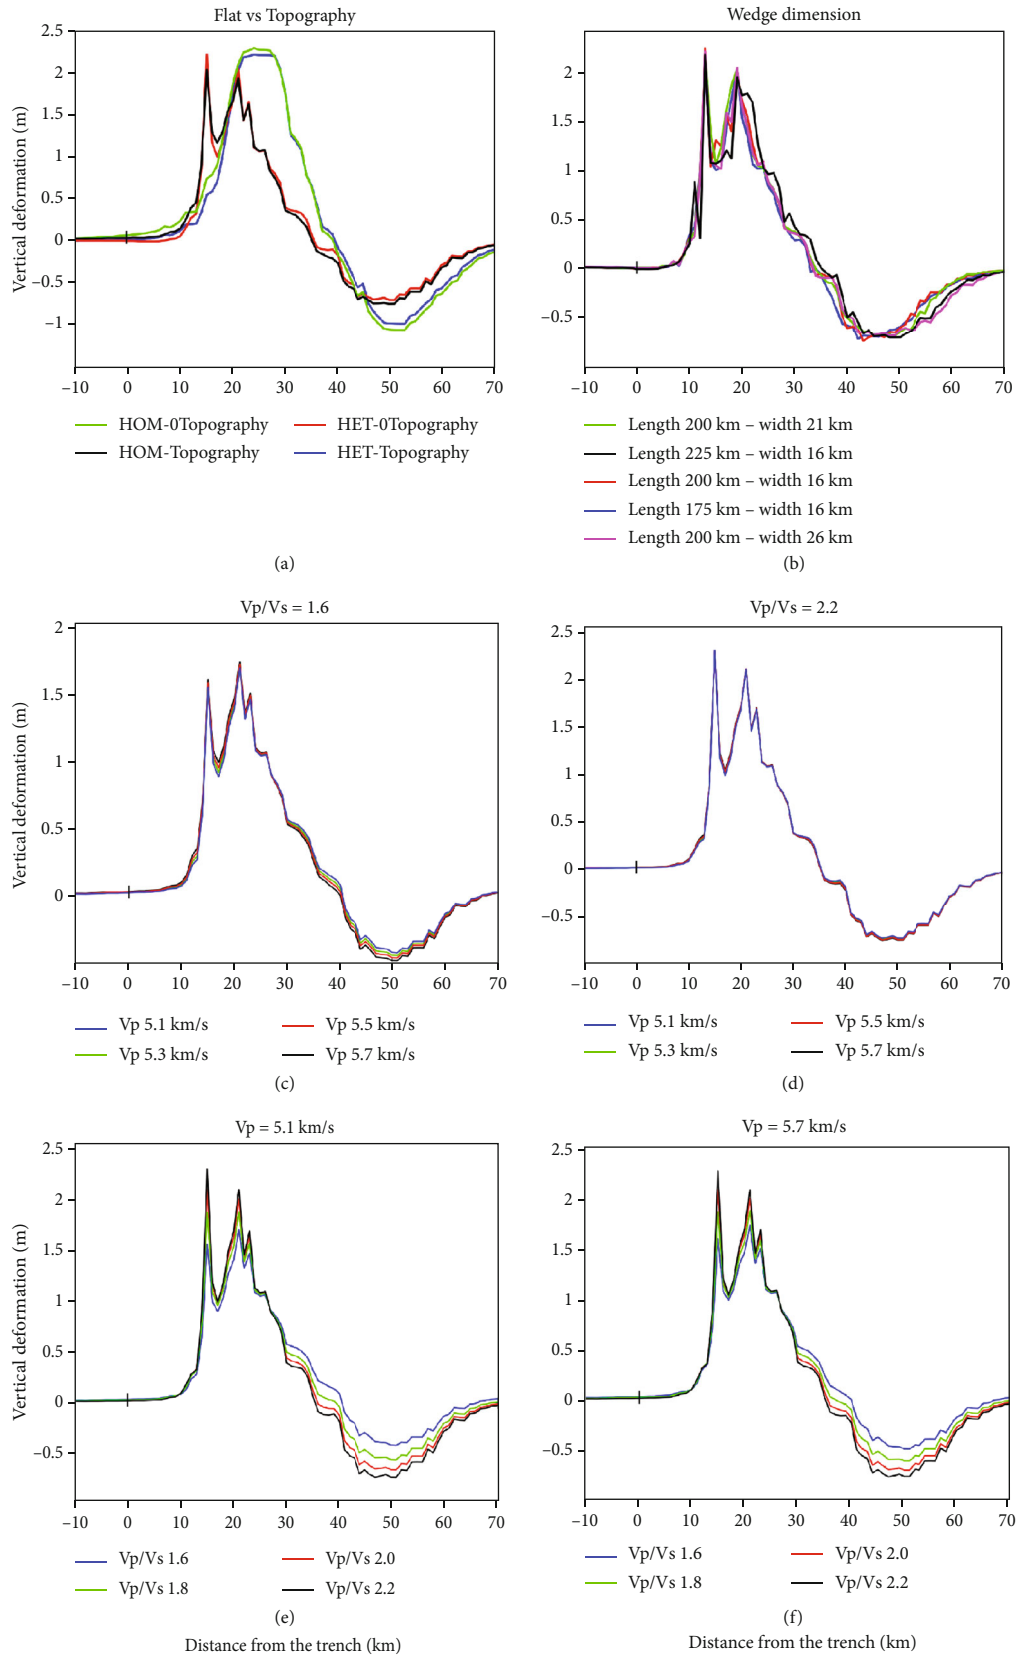 Flat vs Topography
Vertical deformation (m)
2.5
2
1.5
1
0.5
0
−0.5
−1
−10 0 10 20 30 40 50 60 70
HOM-0Topography HET-0Topography
HOM-Topography HET-Topography
(a)
Wedge dimension
2
1.5
1
0.5
0
−0.5
−10 0 10 20 30 40 50 60 70
Length 200 km – width 21 km
Length 225 km – width 16 km
Length 200 km – width 16 km
Length 175 km – width 16 km
Length 200 km – width 26 km
(b)
Vp/Vs = 1.6
Vertical deformation (m)
2
1.5
1
0.5
0
−10 0 10 20 30 40 50 60 70
Vp 5.1 km/s Vp 5.5 km/s
Vp 5.3 km/s Vp 5.7 km/s
(c)
Vp/Vs = 2.2
2.5
2
1.5
1
0.5
0
−0.5
−10 0 10 20 30 40 50 60 70
Vp 5.1 km/s Vp 5.5 km/s
Vp 5.3 km/s Vp 5.7 km/s
(d)
Vp = 5.1 km/s
Vertical deformation (m)
2.5
2
1.5
1
0.5
0
−0.5
−10 0 10 20 30 40 50 60 70
Vp/Vs 1.6 Vp/Vs 2.0
Vp/Vs 1.8 Vp/Vs 2.2
(e)
Distance from the trench (km)
Vp = 5.7 km/s
2.5
2
1.5
1
0.5
0
−0.5
−10 0 10 20 30 40 50 60 70
Vp/Vs 1.6 Vp/Vs 2.0
Vp/Vs 1.8 Vp/Vs 2.2
(f)
Distance from the trench (km)